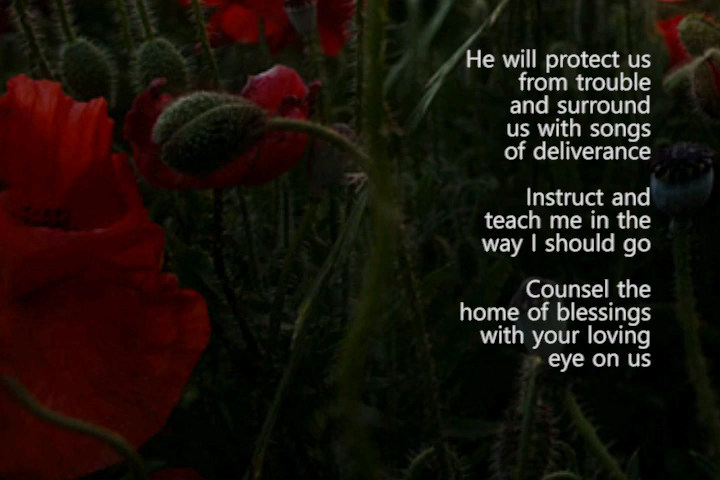 He will protect us
from trouble
and surround
us with songs
of deliverance
Instruct and
teach me in the
way I should go
Counsel the
home of blessings
with your loving
eye on us